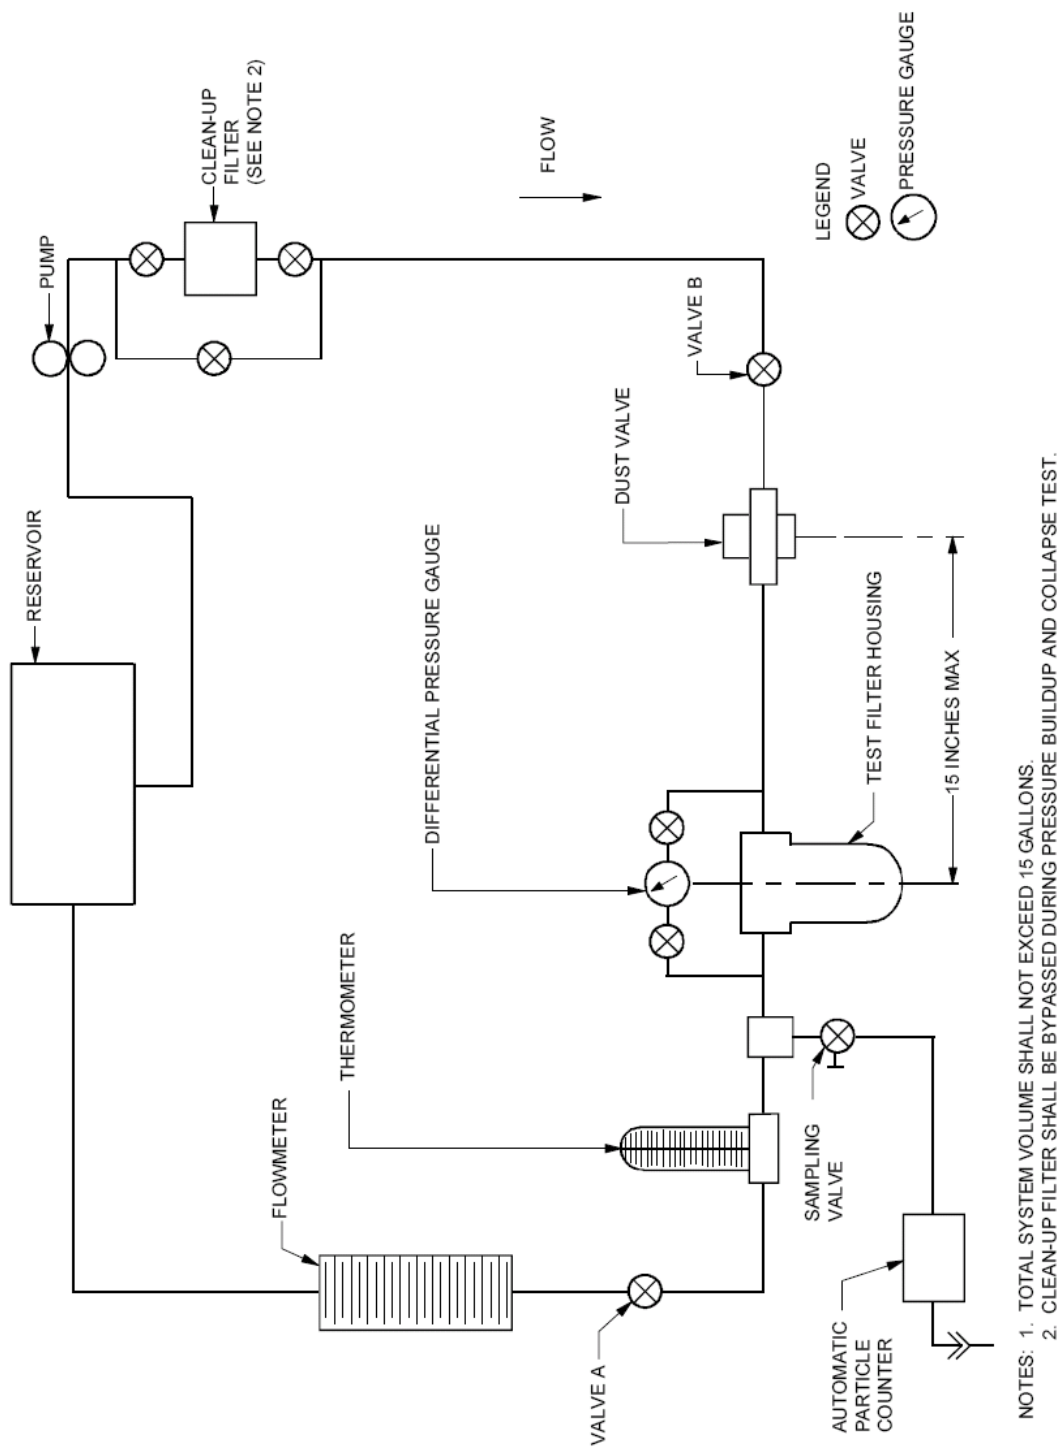 RESERVOIR
PUMP
CLEAN-UP
FILTER
(SEE NOTE 2)
FLOW
FLOWMETER
THERMOMETER
DIFFERENTIAL PRESSURE GAUGE
DUST VALVE
VALVE B
LEGEND
VALVE
PRESSURE GAUGE
VALVE A
SAMPLING
VALVE
TEST FILTER HOUSING
15 INCHES MAX
AUTOMATIC
PARTICLE
COUNTER
NOTES: 1. TOTAL SYSTEM VOLUME SHALL NOT EXCEED 15 GALLONS.
2. CLEAN-UP FILTER SHALL BE BYPASSED DURING PRESSURE BUILDUP AND COLLAPSE TEST.